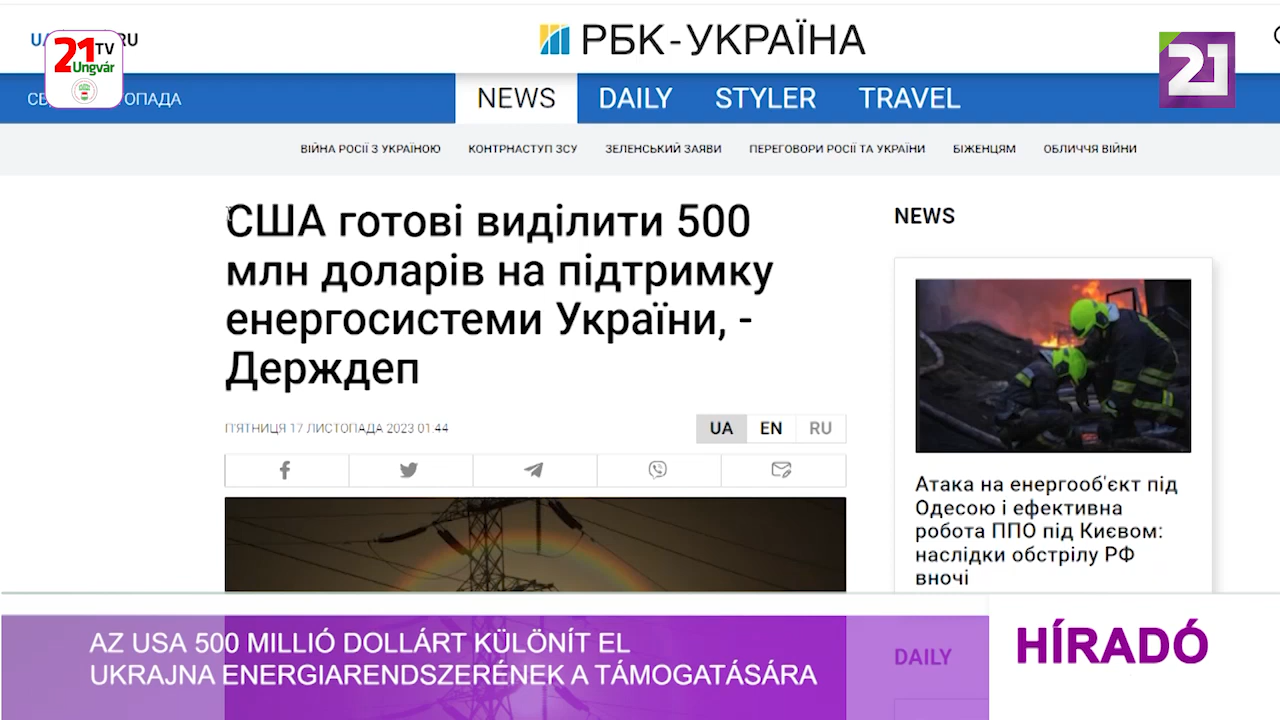 UA
RU
21 TV
Ungvár
РБК-УКРАЇНА
21
ОПАДА
NEWS DAILY STYLER TRAVEL
ВІЙНА РОСІЇ З УКРАЇНОЮ КОНТРНАСТУП ЗСУ ЗЕЛЕНСЬКИЙ ЗАЯВИ ПЕРЕГОВОРИ РОСІЇ ТА УКРАЇНИ БІЖЕНЦЯМ ОБЛИЧЧЯ ВІЙНИ
США готові виділити 500
млн доларів на підтримку
енергосистеми України, -
Держдеп
П'ЯТНИЦЯ 17 ЛИСТОПАДА 2023 01:44
UA EN RU
NEWS
Атака на енергооб'єкт під
Одесою і ефективна
робота ППО під Києвом:
наслідки обстрілу РФ
вночі
DAILY
AZ USA 500 MILLIÓ DOLLÁRT KÜLÖNÍT EL
UKRAJNA ENERGIARENDSZERÉNEK A TÁMOGATÁSÁRA
HÍRADÓ